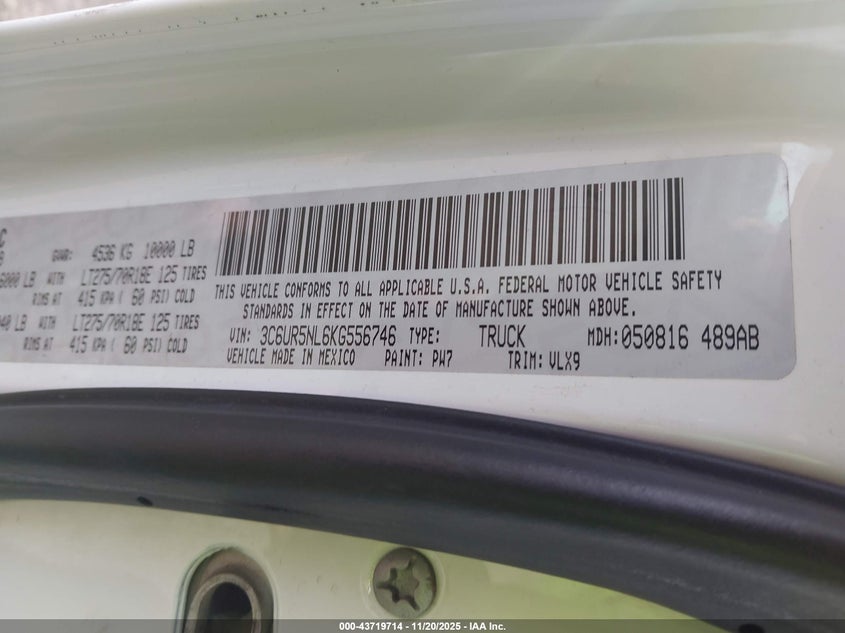 GVWR: 4536 KG 10000 LB
LB WITH LT275/70R18E 125 TIRES
RIMS AT 415 KPA ( 60 PSI) COLD
LB WITH LT275/70R18E 125 TIRES
RIMS AT 415 KPA ( 60 PSI) COLD
THIS VEHICLE CONFORMS TO ALL APPLICABLE U.S.A. FEDERAL MOTOR VEHICLE SAFETY
STANDARDS IN EFFECT ON THE DATE OF MANUFACTURE SHOWN ABOVE.
VIN: 3C6UR5NL6KG556746 TYPE: TRUCK MDH:050816 489AB
VEHICLE MADE IN MEXICO PAINT: PW7 TRIM: VLX9
000-43719714 — 11/20/2025 — IAA Inc.